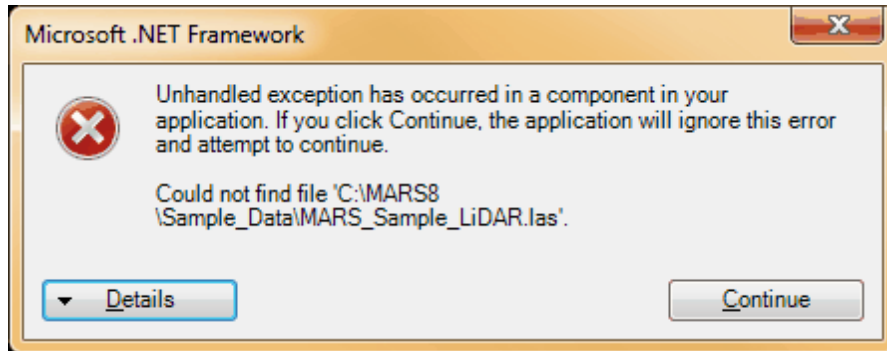 Microsoft .NET Framework
Unhandled exception has occurred in a component in your
application. If you click Continue, the application will ignore this error
and attempt to continue.
Could not find file 'C:\MARS8
\Sample_Data\MARS_Sample_LiDAR.las'.
Details
Continue